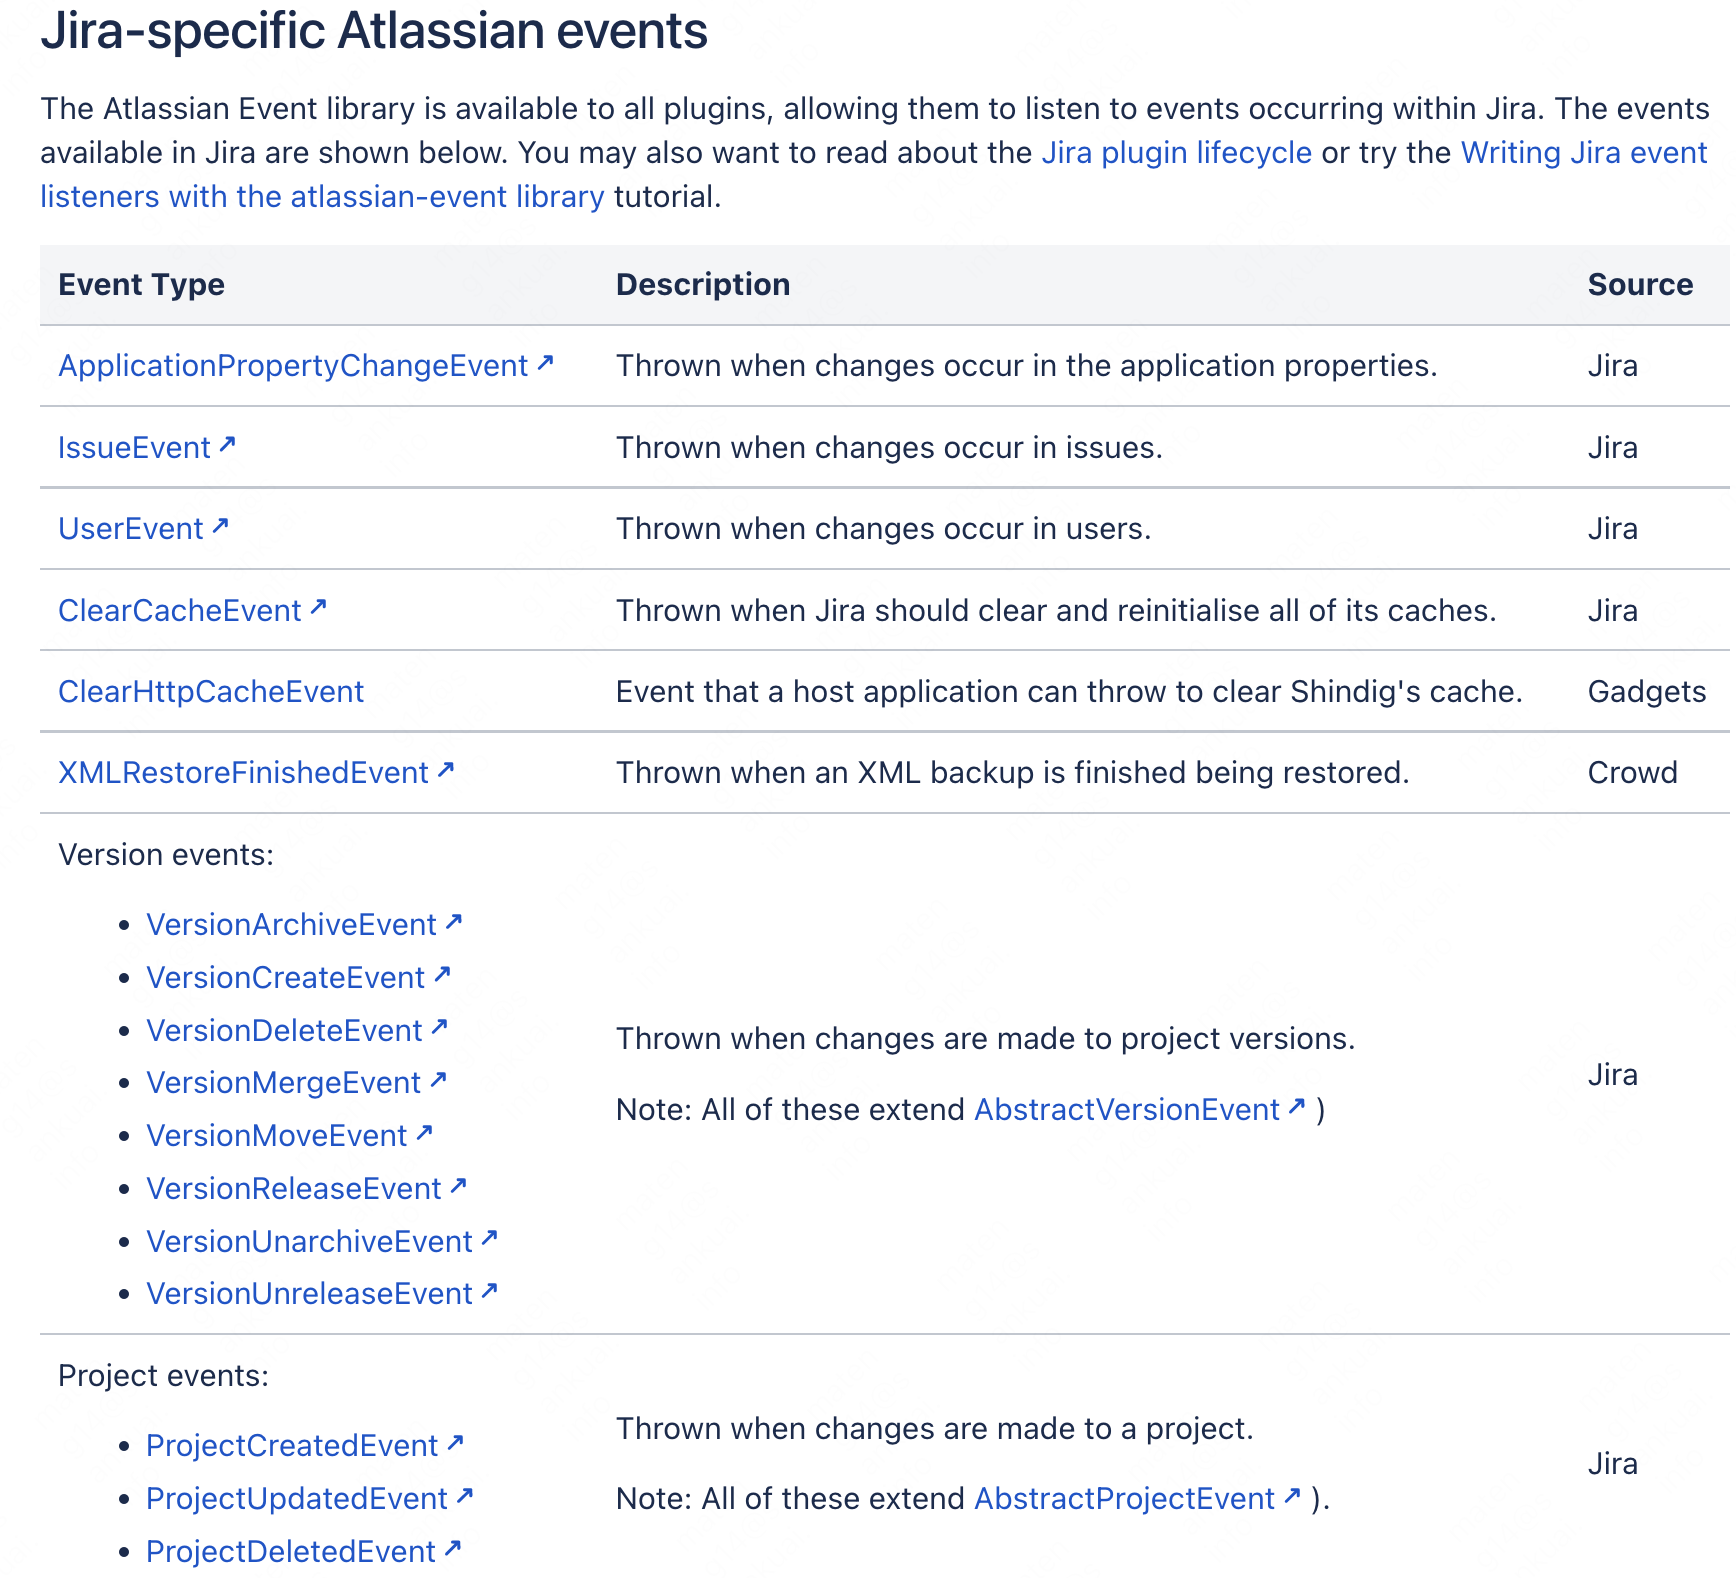 Jira-specific Atlassian events
The Atlassian Event library is available to all plugins, allowing them to listen to events occurring within Jira. The events
available in Jira are shown below. You may also want to read about the Jira plugin lifecycle or try the Writing Jira event
listeners with the atlassian-event library tutorial.
Event Type Description Source
ApplicationPropertyChangeEvent Thrown when changes occur in the application properties. Jira
IssueEvent Thrown when changes occur in issues. Jira
UserEvent Thrown when changes occur in users. Jira
ClearCacheEvent Thrown when Jira should clear and reinitialise all of its caches. Jira
ClearHttpCacheEvent Event that a host application can throw to clear Shindig's cache. Gadgets
XMLRestoreFinishedEvent Thrown when an XML backup is finished being restored. Crowd
Version events:
• VersionArchiveEvent
• VersionCreateEvent
• VersionDeleteEvent
• VersionMergeEvent
• VersionMoveEvent
• VersionReleaseEvent
• VersionUnarchiveEvent
• VersionUnreleaseEvent
Thrown when changes are made to project versions.
Note: All of these extend AbstractVersionEvent )
Jira
Project events:
• ProjectCreatedEvent
• ProjectUpdatedEvent
• ProjectDeletedEvent
Thrown when changes are made to a project.
Note: All of these extend AbstractProjectEvent ).
Jira